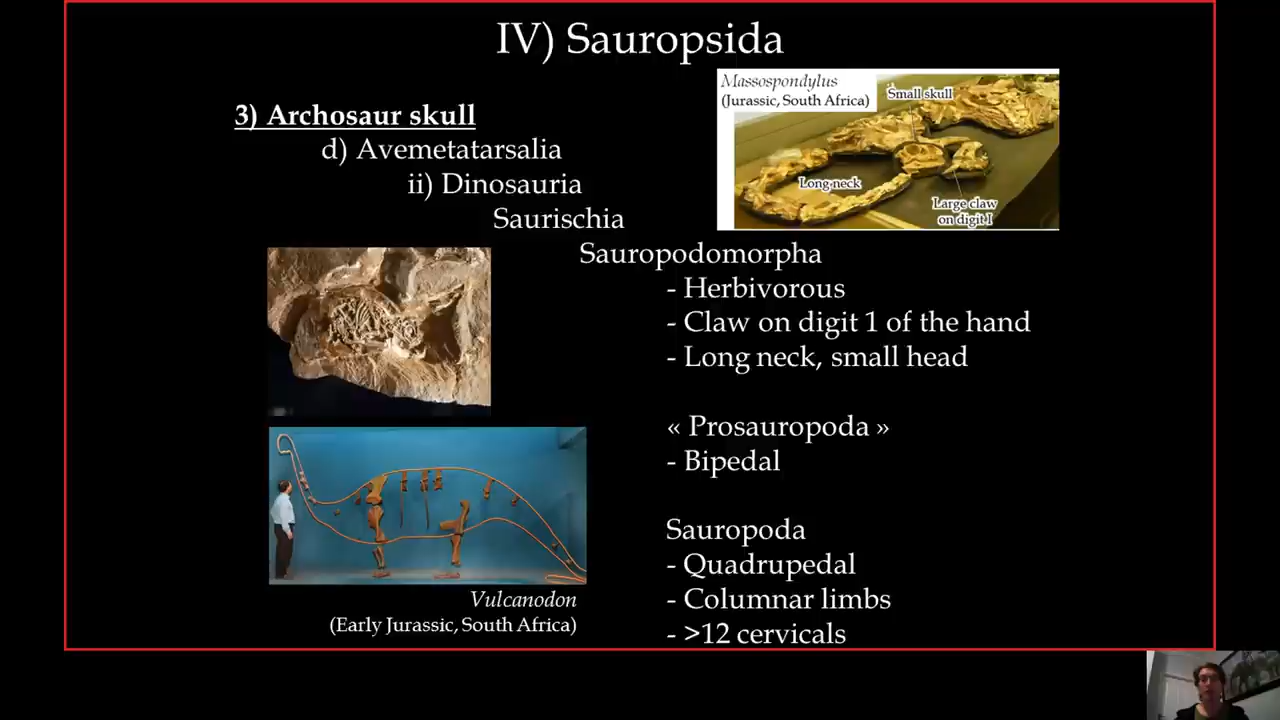 IV) Sauropsida
Massospondylus
(Jurassic, South Africa)
Small skull
Long neck
Large claw
on digit I
3) Archosaur skull
d) Avemetatarsalia
ii) Dinosauria
Saurischia
Sauropodomorpha
- Herbivorous
- Claw on digit 1 of the hand
- Long neck, small head
« Prosauropoda »
- Bipedal
Sauropoda
- Quadrupedal
- Columnar limbs
- >12 cervicals
Vulcanodon
(Early Jurassic, South Africa)